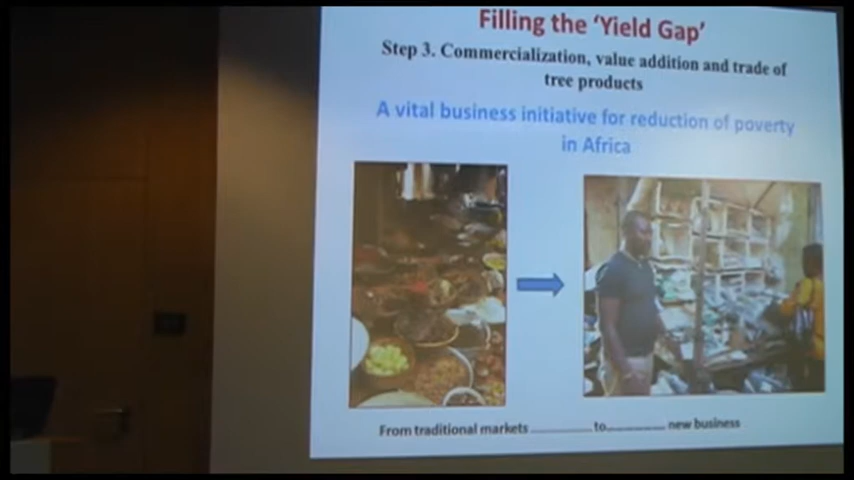 Filling the ‘Yield Gap’
Step 3. Commercialization, value addition and trade of
tree products
A vital business initiative for reduction of poverty
in Africa
From traditional markets ............... to............... new business